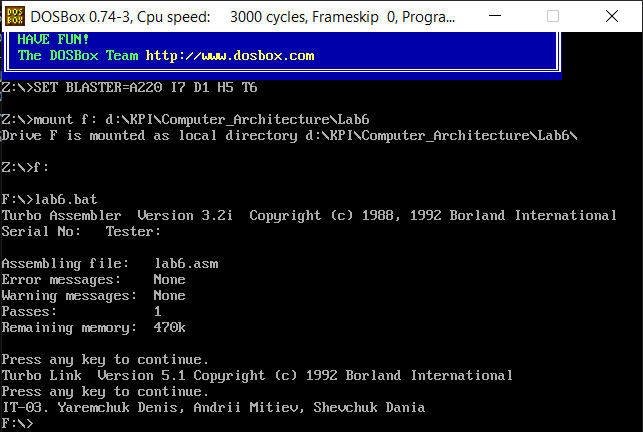 DOSBox 0.74-3, Cpu speed:     3000 cycles, Frameskip  0, Progra...
HAVE FUN!
The DOSBox Team http://www.dosbox.com
Z:\>SET BLASTER=A220 I7 D1 H5 T6
Z:\>mount f: d:\KPI\Computer_Architecture\Lab6
Drive F is mounted as local directory d:\KPI\Computer_Architecture\Lab6\
Z:\>f:
F:\>lab6.bat
Turbo Assembler  Version 3.2i  Copyright (c) 1988, 1992 Borland International
Serial No:   Tester:
Assembling file:   lab6.asm
Error messages:    None
Warning messages:  None
Passes:            1
Remaining memory:  470k
Press any key to continue.
Turbo Link  Version 5.1 Copyright (c) 1992 Borland International
Press any key to continue.
IT-03. Yaremchuk Denis, Andrii Mitiev, Shevchuk Dania
F:\>